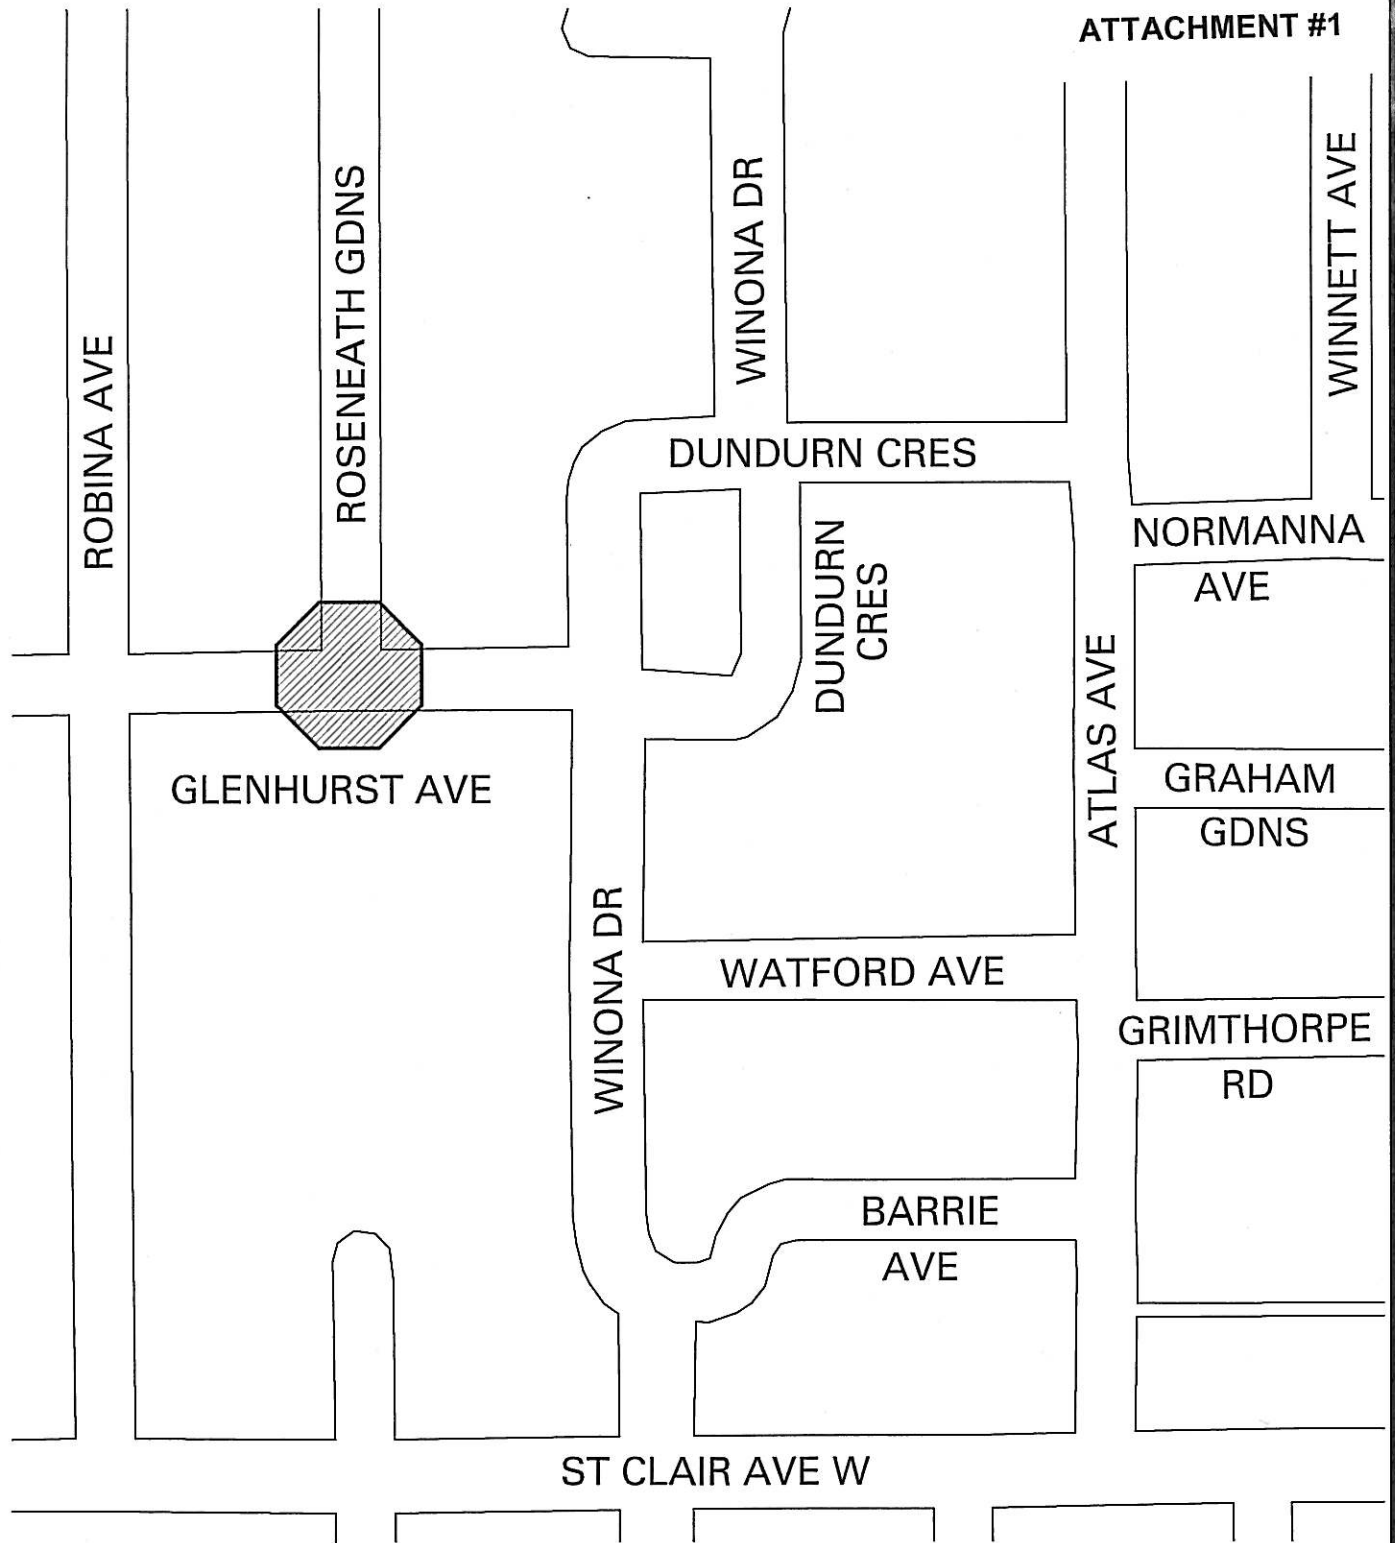 ATTACHMENT #1
ROBINA AVE
ROSENEATH GDNS
WINONA DR
WINNETT AVE
DUNDURN CRES
DUNDURN
CRES
NORMANNA
AVE
ATLAS AVE
GRAHAM
GDNS
GLENHURST AVE
WINONA DR
WATFORD AVE
GRIMTHORPE
RD
BARRIE
AVE
ST CLAIR AVE W